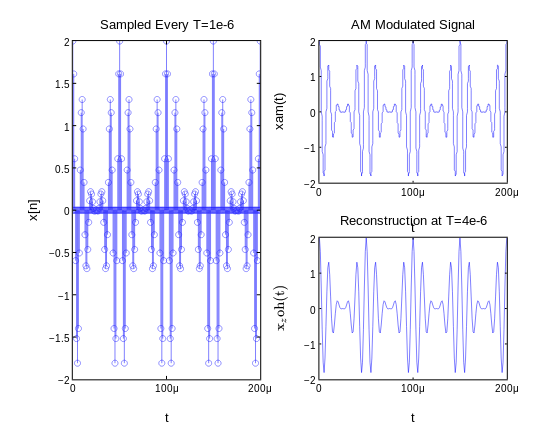 Sampled Every T=1e-6
2
1.5
1
0.5
0
−0.5
−1
−1.5
−2
0
100μ
200μ
x[n]
t
AM Modulated Signal
2
1
0
−1
−2
0
100μ
200μ
xam(t)
t
Reconstruction at T=4e-6
2
1
0
−1
−2
0
100μ
200μ
x_zoh(t)
t